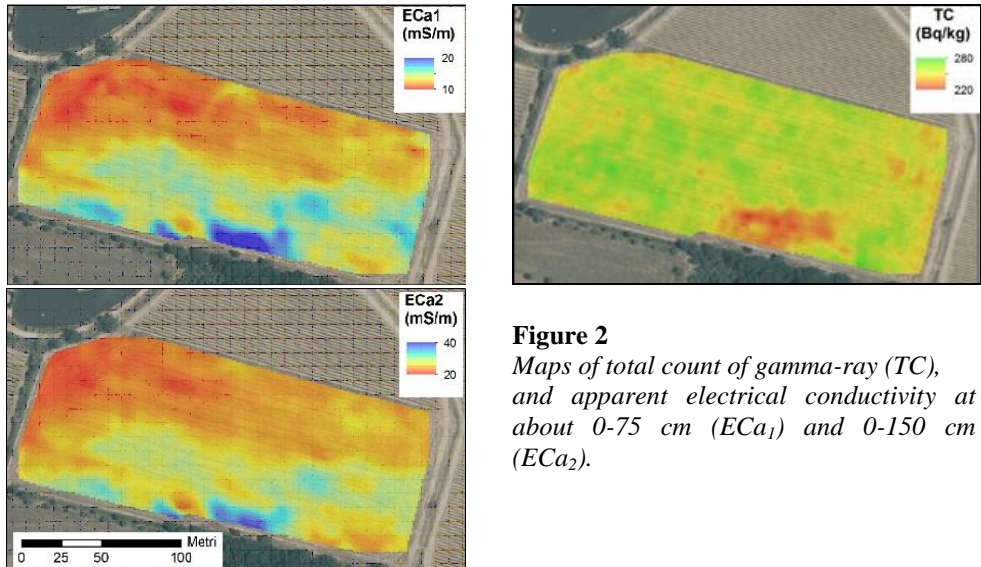 ECa1
(mS/m)
20
10
TC
(Bq/kg)
280
220
ECa2
(mS/m)
40
20
Metri
0 25 50 100
Figure 2
Maps of total count of gamma-ray (TC),
and apparent electrical conductivity at
about 0-75 cm (ECa1) and 0-150 cm
(ECa2).